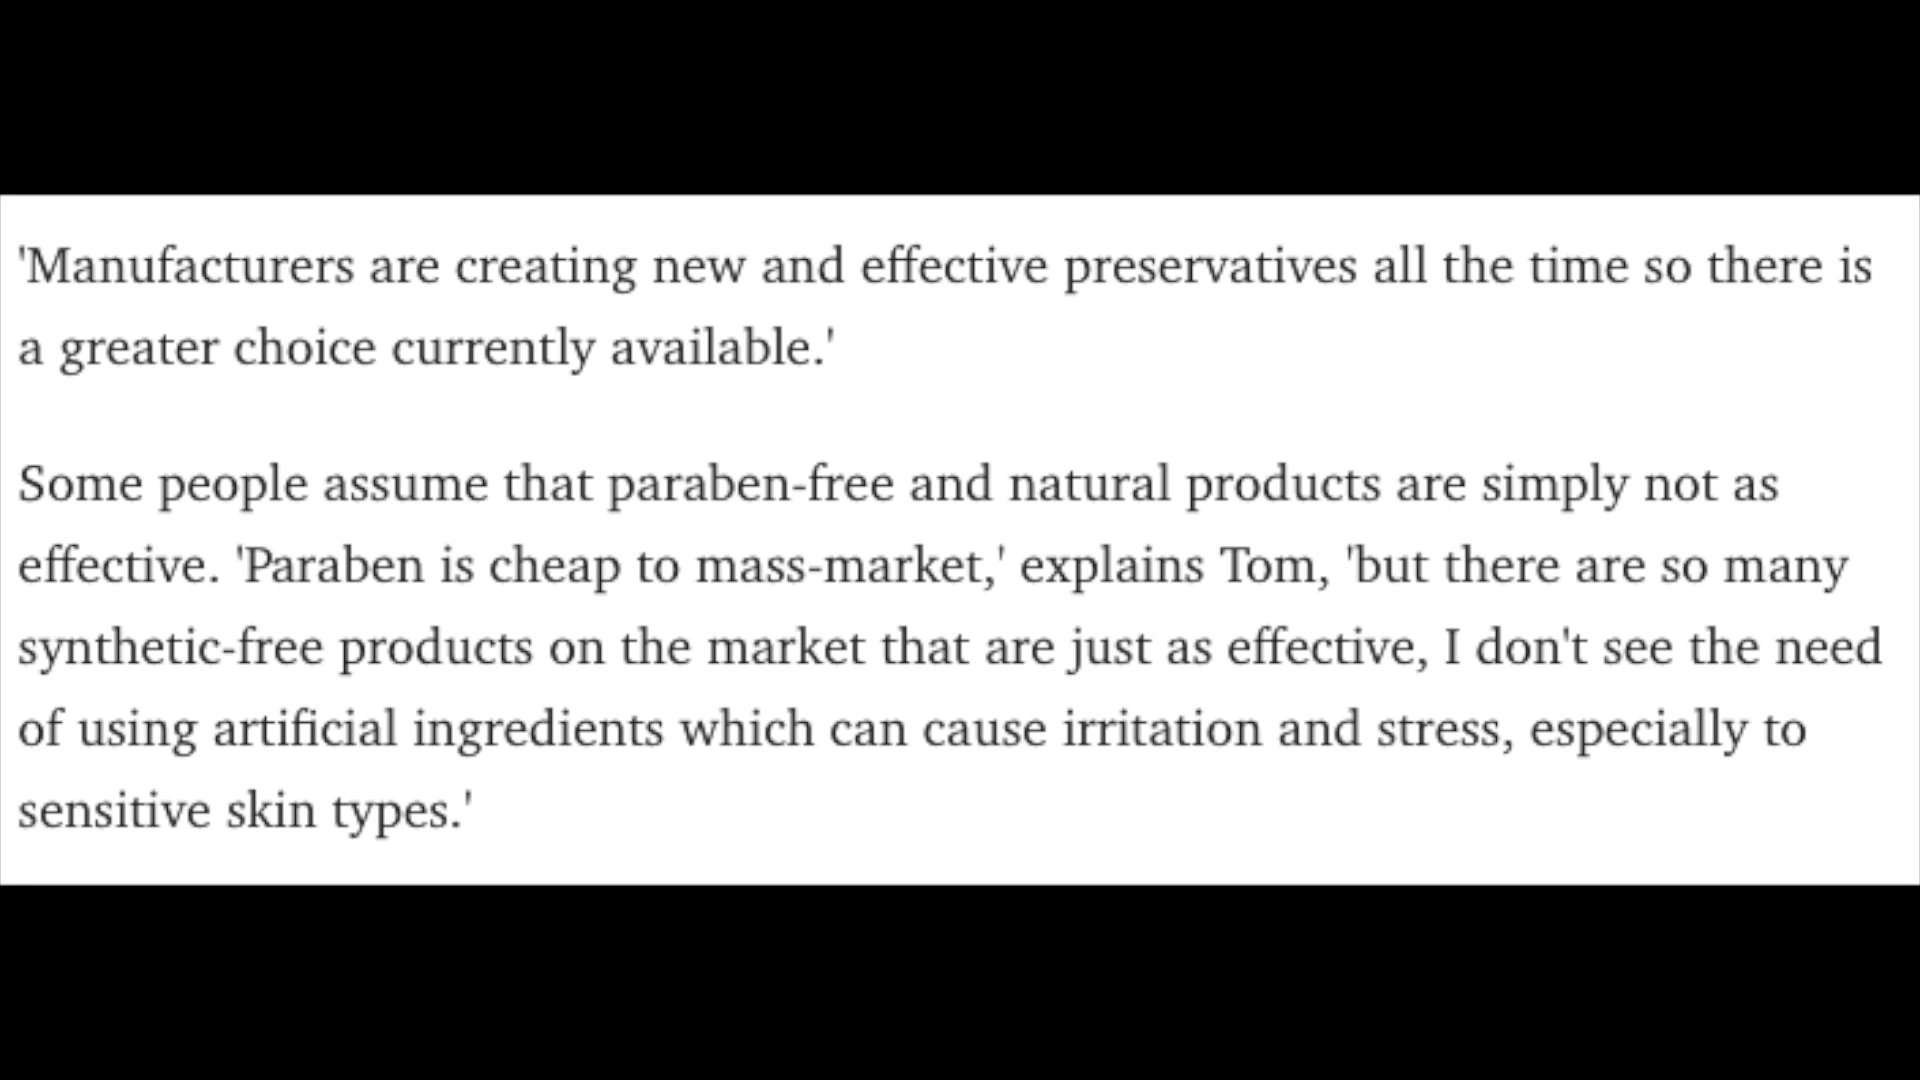 'Manufacturers are creating new and effective preservatives all the time so there is
a greater choice currently available.'
Some people assume that paraben-free and natural products are simply not as
effective. 'Paraben is cheap to mass-market,' explains Tom, 'but there are so many
synthetic-free products on the market that are just as effective, I don't see the need
of using artificial ingredients which can cause irritation and stress, especially to
sensitive skin types.'